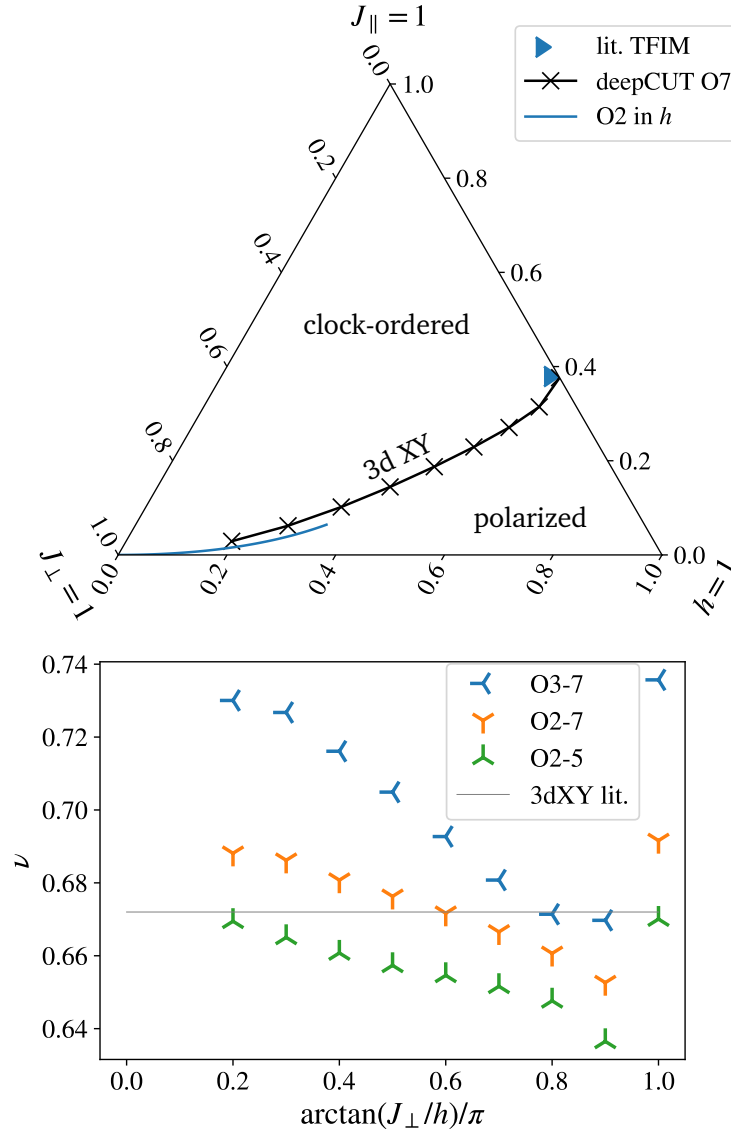 J∥ = 1
lit. TFIM
deepCUT O7
O2 in h
0.0
1.0
0.2
0.8
0.4
0.6
clock-ordered
0.6
0.4
0.8
3d XY
0.2
polarized
1.0
0.0
J⊥ = 1
0.0
0.2
0.4
0.6
0.8
1.0
h = 1
0.74
O3-7
0.72
O2-7
O2-5
0.70
3dXY lit.
ν
0.68
0.66
0.64
0.0
0.2
0.4
0.6
0.8
1.0
arctan(J⊥/h)/π